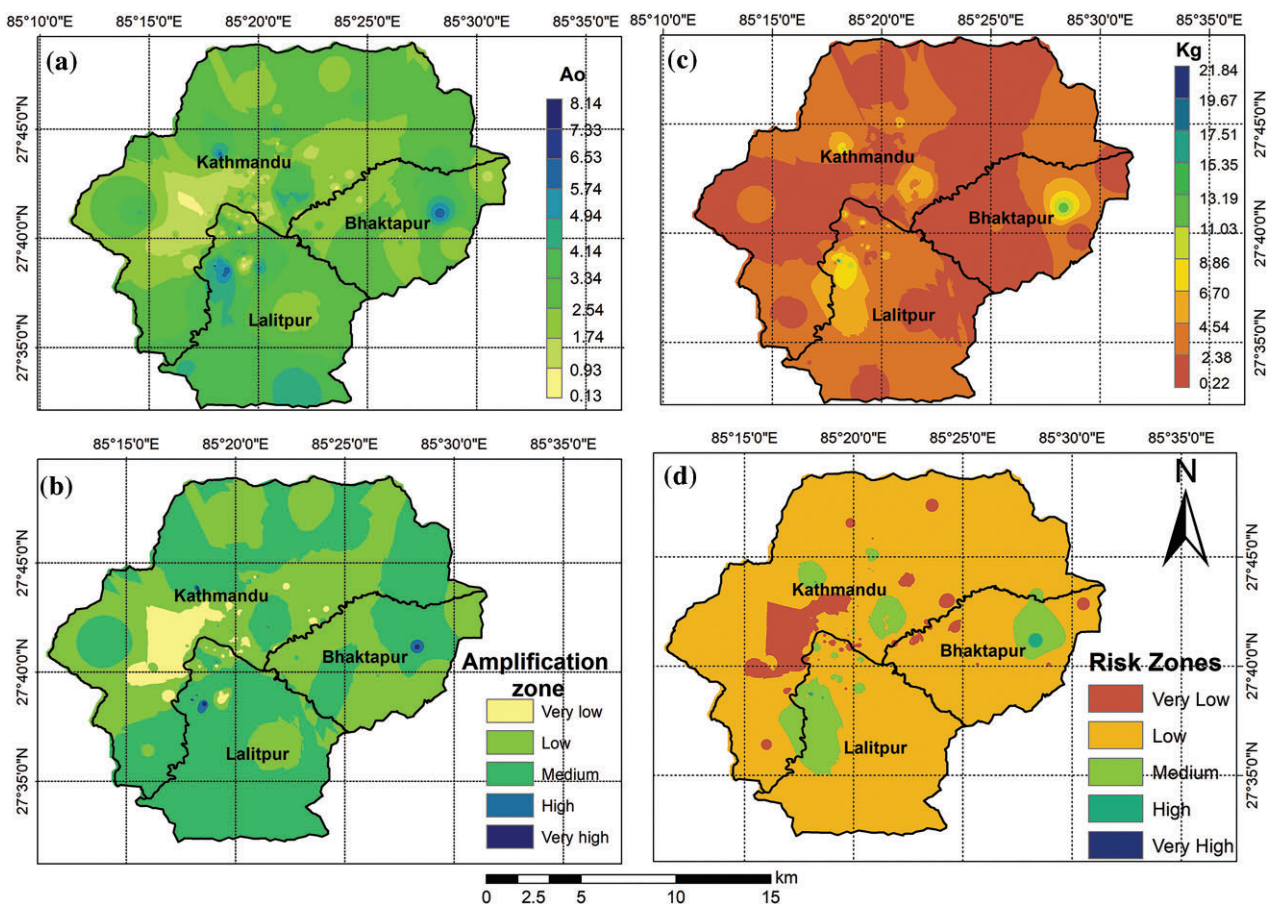 85°10'0"E 85°15'0"E 85°20'0"E 85°25'0"E 85°30'0"E 85°35'0"E
(a)
Ao
8.14
7.33
6.53
5.74
4.94
4.14
3.34
2.54
1.74
0.93
0.13
27°45'0"N
27°40'0"N
27°35'0"N
Kathmandu
Bhaktapur
Lalitpur
85°10'0"E 85°15'0"E 85°20'0"E 85°25'0"E 85°30'0"E 85°35'0"E
(c)
Kg
21.84
19.67
17.51
15.35
13.19
11.03
8.86
6.70
4.54
2.38
0.22
Kathmandu
Bhaktapur
Lalitpur
27°45'0"N
27°40'0"N
27°35'0"N
85°15'0"E 85°20'0"E 85°25'0"E 85°30'0"E 85°35'0"E
(b)
27°45'0"N
27°40'0"N
27°35'0"N
Kathmandu
Bhaktapur
Lalitpur
Amplification
zone
Very low
Low
Medium
High
Very high
85°15'0"E 85°20'0"E 85°25'0"E 85°30'0"E 85°35'0"E
(d)
N
Kathmandu
Bhaktapur
Lalitpur
Risk Zones
Very Low
Low
Medium
High
Very High
27°45'0"N
27°40'0"N
27°35'0"N
km
0 2.5 5 10 15